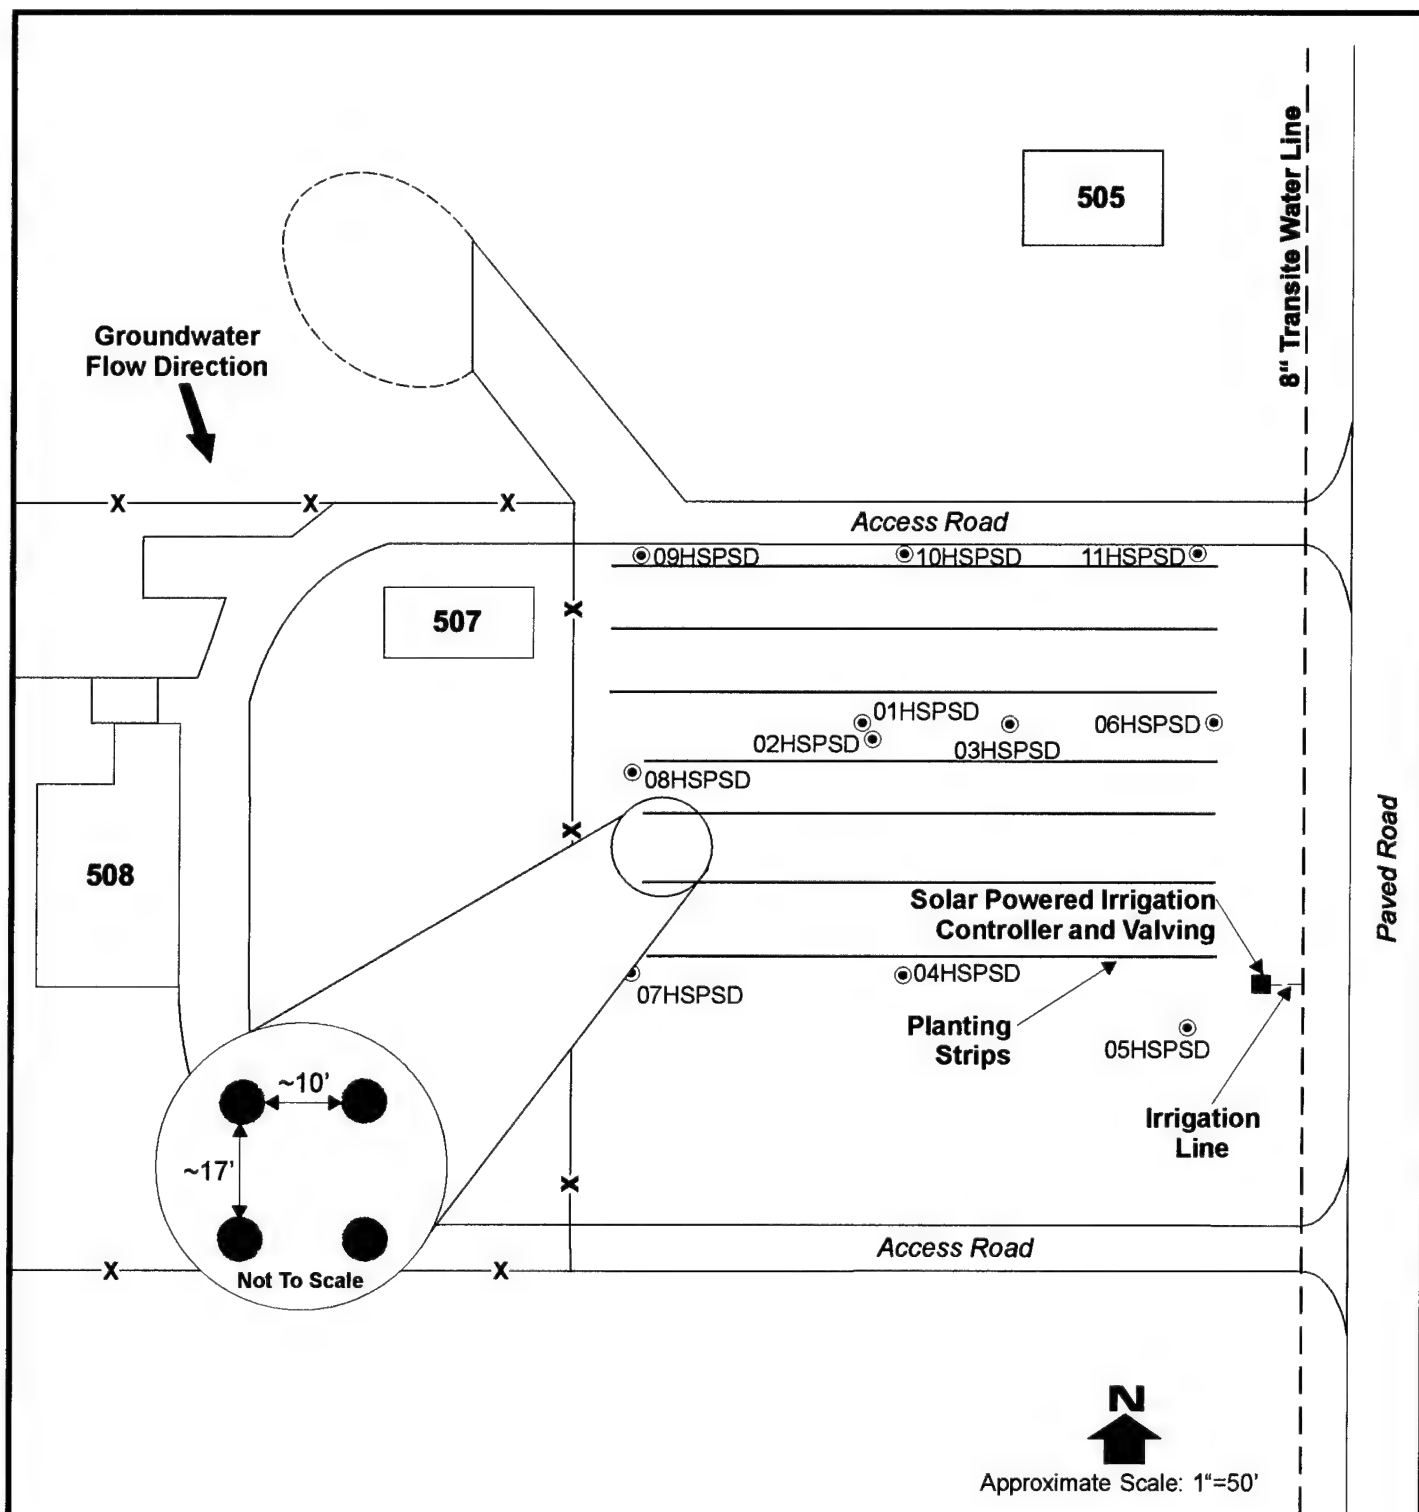 505
8" Transite Water Line
Groundwater
Flow Direction
X X X
Access Road
09HSPSD
10HSPSD
11HSPSD
507
X
01HSPSD
02HSPSD
03HSPSD
06HSPSD
08HSPSD
X
508
Solar Powered Irrigation
Controller and Valving
Paved Road
07HSPSD
04HSPSD
Planting
Strips
05HSPSD
~10'
~17'
Irrigation
Line
X
Access Road
X
X
Not To Scale
N
Approximate Scale: 1"=50'